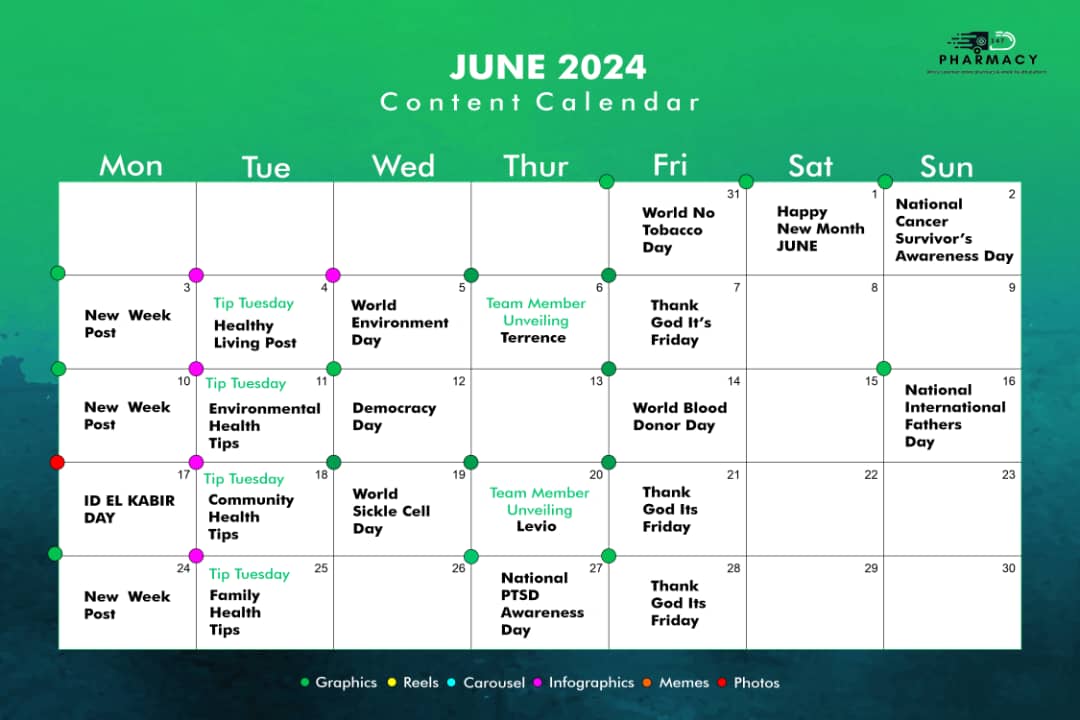 247
PHARMACY
JUNE 2024
Content Calendar
Mon Tue Wed Thur Fri Sat Sun
31
World No
Tobacco
Day
1
Happy
New Month
JUNE
2
National
Cancer
Survivor's
Awareness Day
3
New Week
Post
4
Tip Tuesday
Healthy
Living Post
5
World
Environment
Day
6
Team Member
Unveiling
Terrence
7
Thank
God It's
Friday
8
9
10
New Week
Post
11
Tip Tuesday
Environmental
Health
Tips
12
Democracy
Day
13
14
World Blood
Donor Day
15
16
National
International
Fathers
Day
17
ID EL KABIR
DAY
18
Tip Tuesday
Community
Health
Tips
19
World
Sickle Cell
Day
20
Team Member
Unveiling
Levio
21
Thank
God Its
Friday
22
23
24
New Week
Post
25
Tip Tuesday
Family
Health
Tips
26
27
National
PTSD
Awareness
Day
28
Thank
God Its
Friday
29
30
Graphics Reels Carousel Infographics Memes Photos